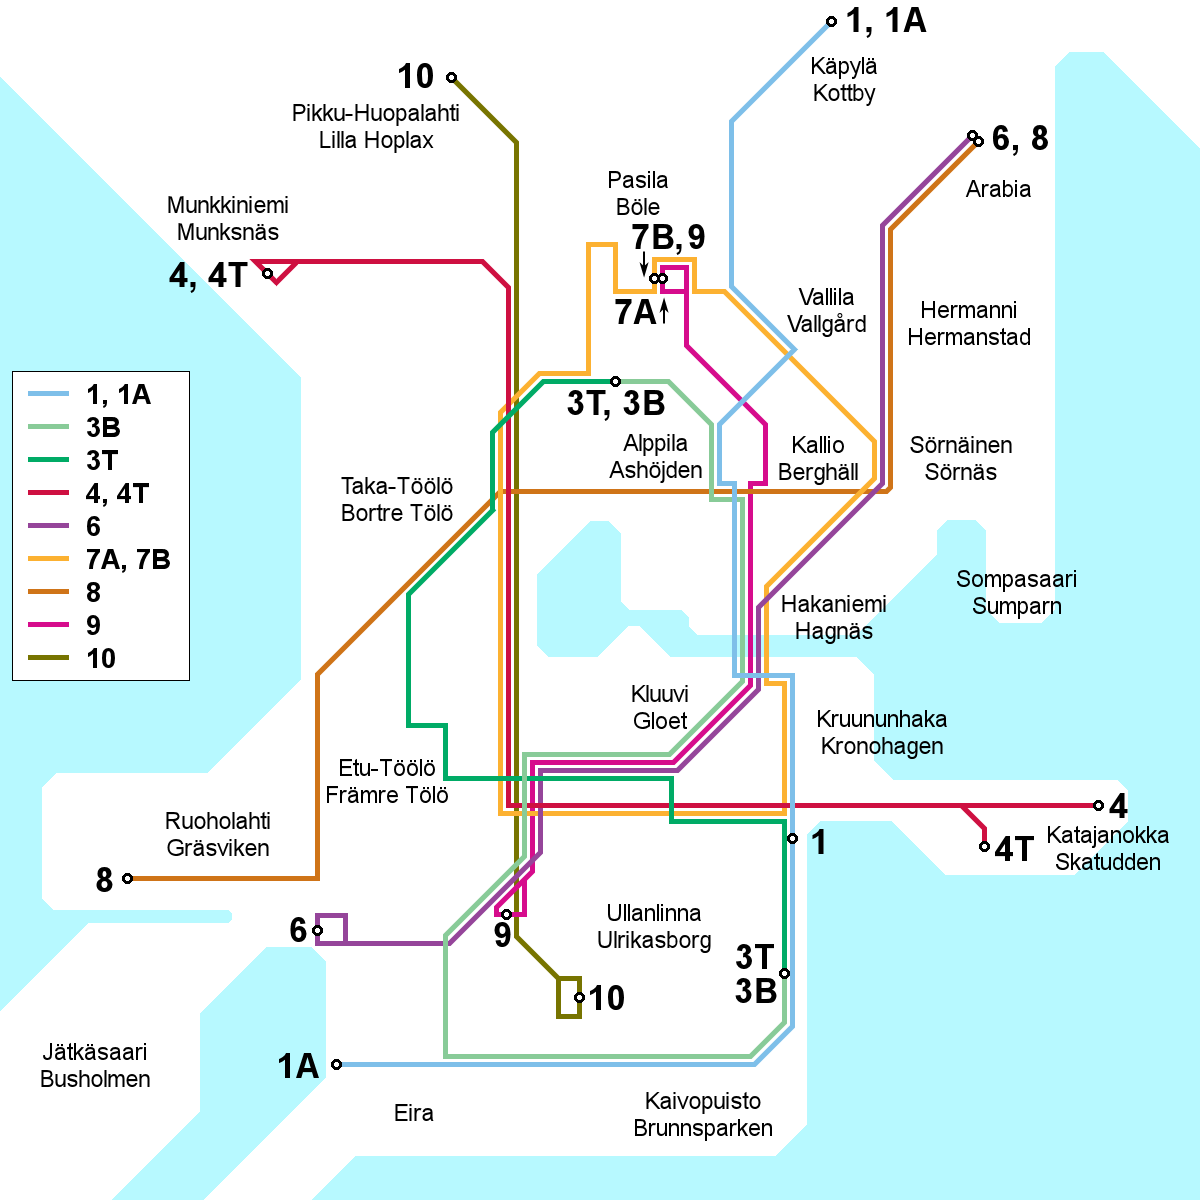 1, 1A
Käpylä
Kottby
10
Pikku-Huopalahti
Lilla Hoplax
6, 8
Arabia
Pasila
Böle
7B, 9
7A
Munkkiniemi
Munksnäs
4, 4T
Vallila
Vallgård
Hermanni
Hermanstad
1, 1A
3B
3T
4, 4T
6
7A, 7B
8
9
10
3T, 3B
Alppila
Ashöjden
Kallio
Berghäll
Sörnäinen
Sörnäs
Taka-Töölö
Bortre Tölö
Sompasaari
Sumparn
Hakaniemi
Hagnäs
Kluuvi
Gloet
Kruununhaka
Kronohagen
Etu-Töölö
Främre Tölö
Ruoholahti
Gräsviken
8
4
1
4T
Katajanokka
Skatudden
6
9
Ullanlinna
Ulrikasborg
3T
3B
10
Jätkäsaari
Busholmen
1A
Eira
Kaivopuisto
Brunnsparken